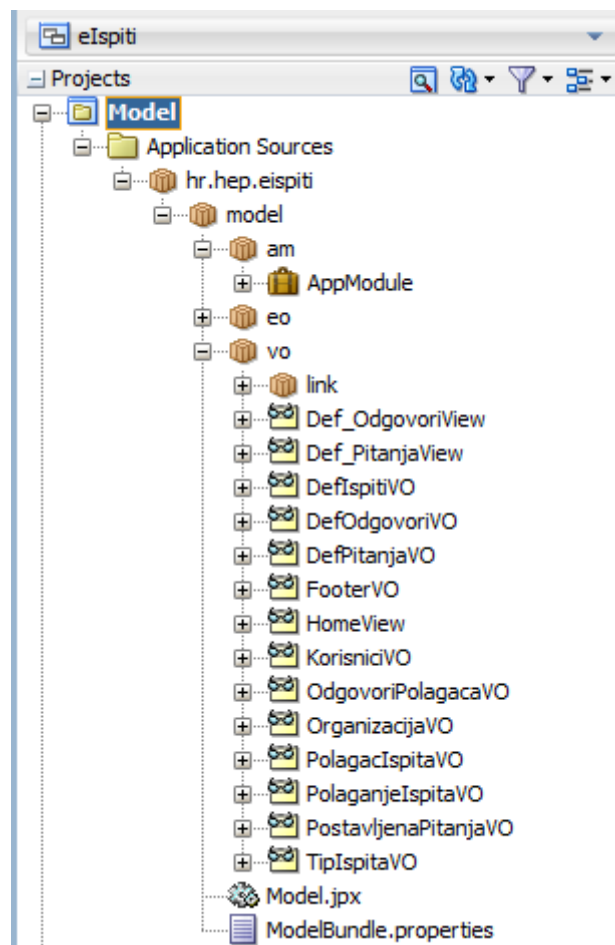 eIspiti
Projects
Model
Application Sources
hr.hep.eispiti
model
am
AppModule
eo
vo
link
Def_OdgovoriView
Def_PitanjaView
DefIspitiVO
DefOdgovoriVO
DefPitanjaVO
FooterVO
HomeView
KorisniciVO
OdgovoriPolagacaVO
OrganizacijaVO
PolagacIspitaVO
PolaganjeIspitaVO
PostavljenaPitanjaVO
TipIspitaVO
Model.jpx
ModelBundle.properties